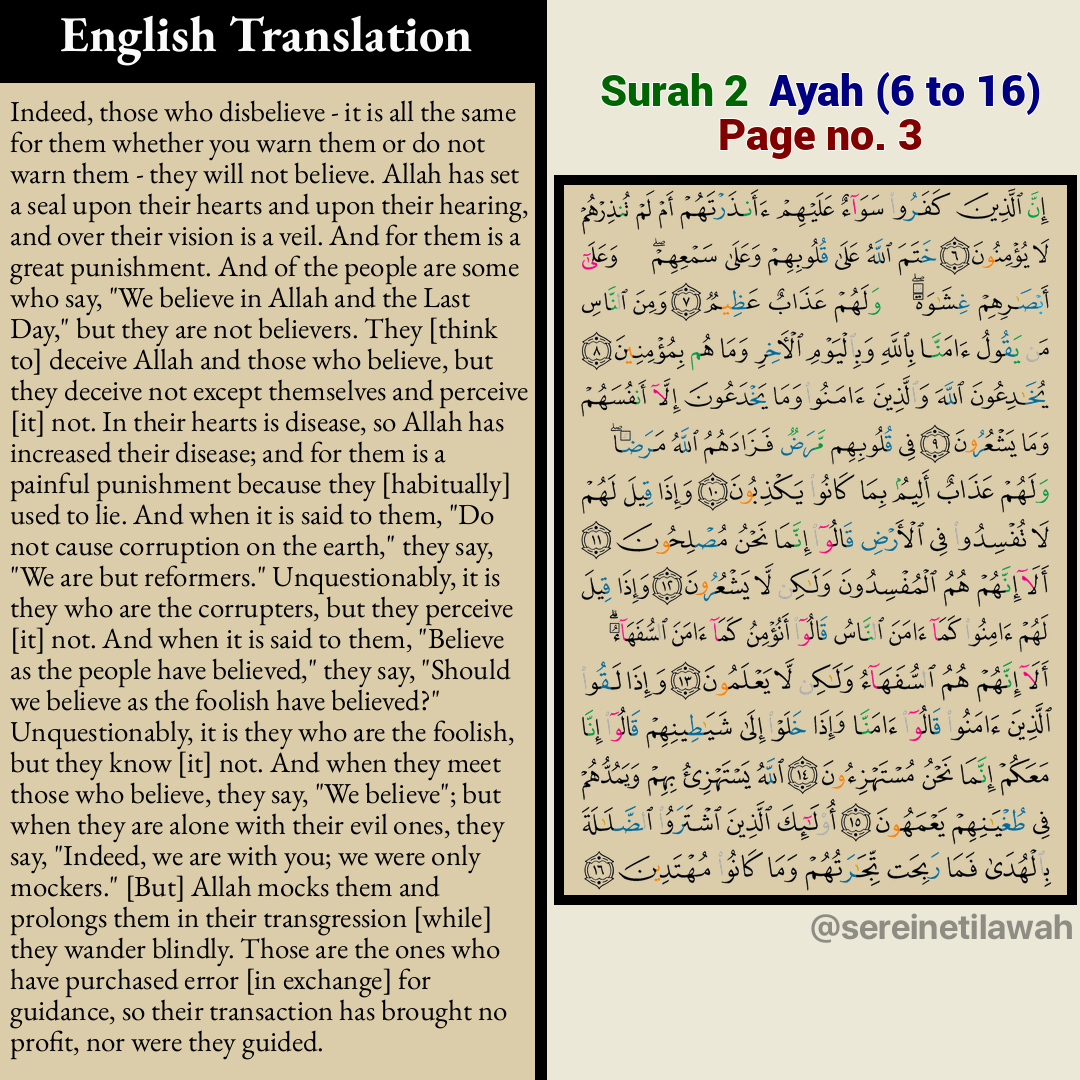 English Translation
Indeed, those who disbelieve - it is all the same
for them whether you warn them or do not
warn them - they will not believe. Allah has set
a seal upon their hearts and upon their hearing,
and over their vision is a veil. And for them is a
great punishment. And of the people are some
who say, "We believe in Allah and the Last
Day," but they are not believers. They [think
to] deceive Allah and those who believe, but
they deceive not except themselves and perceive
[it] not. In their hearts is disease, so Allah has
increased their disease; and for them is a
painful punishment because they [habitually]
used to lie. And when it is said to them, "Do
not cause corruption on the earth," they say,
"We are but reformers." Unquestionably, it is
they who are the corrupters, but they perceive
[it] not. And when it is said to them, "Believe
as the people have believed," they say, "Should
we believe as the foolish have believed?"
Unquestionably, it is they who are the foolish,
but they know [it] not. And when they meet
those who believe, they say, "We believe"; but
when they are alone with their evil ones, they
say, "Indeed, we are with you; we were only
mockers." [But] Allah mocks them and
prolongs them in their transgression [while]
they wander blindly. Those are the ones who
have purchased error [in exchange] for
guidance, so their transaction has brought no
profit, nor were they guided.
Surah 2 Ayah (6 to 16)
Page no. 3
إِنَّ ٱلَّذِينَ كَفَرُوا۟ سَوَآءٌ عَلَيْهِمْ ءَأَنذَرْتَهُمْ أَمْ لَمْ تُنذِرْهُمْ
لَا يُؤْمِنُونَ ٦ خَتَمَ ٱللَّهُ عَلَىٰ قُلُوبِهِمْ وَعَلَىٰ سَمْعِهِمْ ۖ وَعَلَىٰٓ
أَبْصَـٰرِهِمْ غِشَـٰوَةٌ ۖ وَلَهُمْ عَذَابٌ عَظِيمٌ ٧ وَمِنَ ٱلنَّاسِ
مَن يَقُولُ ءَامَنَّا بِٱللَّهِ وَبِٱلْيَوْمِ ٱلْـَٔاخِرِ وَمَا هُم بِمُؤْمِنِينَ ٨
يُخَـٰدِعُونَ ٱللَّهَ وَٱلَّذِينَ ءَامَنُوا۟ وَمَا يَخْدَعُونَ إِلَّآ أَنفُسَهُمْ
وَمَا يَشْعُرُونَ ٩ فِى قُلُوبِهِم مَّرَضٌ فَزَادَهُمُ ٱللَّهُ مَرَضًا ۖ
وَلَهُمْ عَذَابٌ أَلِيمٌۢ بِمَا كَانُوا۟ يَكْذِبُونَ ١٠ وَإِذَا قِيلَ لَهُمْ
لَا تُفْسِدُوا۟ فِى ٱلْأَرْضِ قَالُوٓا۟ إِنَّمَا نَحْنُ مُصْلِحُونَ ١١
أَلَآ إِنَّهُمْ هُمُ ٱلْمُفْسِدُونَ وَلَـٰكِن لَّا يَشْعُرُونَ ١٢ وَإِذَا قِيلَ
لَهُمْ ءَامِنُوا۟ كَمَآ ءَامَنَ ٱلنَّاسُ قَالُوٓا۟ أَنُؤْمِنُ كَمَآ ءَامَنَ ٱلسُّفَهَآءُ ۗ
أَلَآ إِنَّهُمْ هُمُ ٱلسُّفَهَآءُ وَلَـٰكِن لَّا يَعْلَمُونَ ١٣ وَإِذَا لَقُوا۟
ٱلَّذِينَ ءَامَنُوا۟ قَالُوٓا۟ ءَامَنَّا وَإِذَا خَلَوْا۟ إِلَىٰ شَيَـٰطِينِهِمْ قَالُوٓا۟ إِنَّا
مَعَكُمْ إِنَّمَا نَحْنُ مُسْتَهْزِءُونَ ١٤ ٱللَّهُ يَسْتَهْزِئُ بِهِمْ وَيَمُدُّهُمْ
فِى طُغْيَـٰنِهِمْ يَعْمَهُونَ ١٥ أُو۟لَـٰٓئِكَ ٱلَّذِينَ ٱشْتَرَوُا۟ ٱلضَّلَـٰلَةَ
بِٱلْهُدَىٰ فَمَا رَبِحَت تِّجَـٰرَتُهُمْ وَمَا كَانُوا۟ مُهْتَدِينَ ١٦
@sereinetilawah